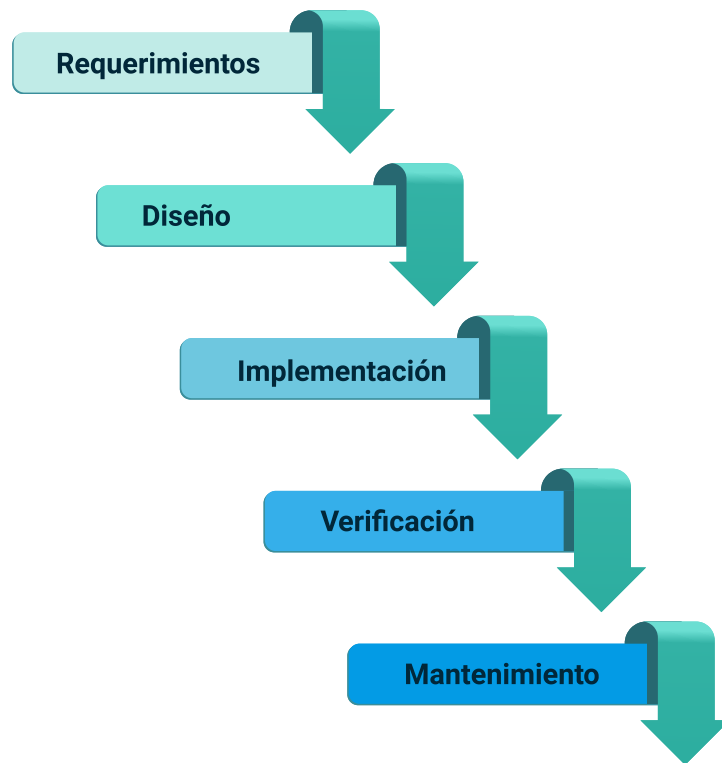 Requerimientos
Diseño
Implementación
Verificación
Mantenimiento